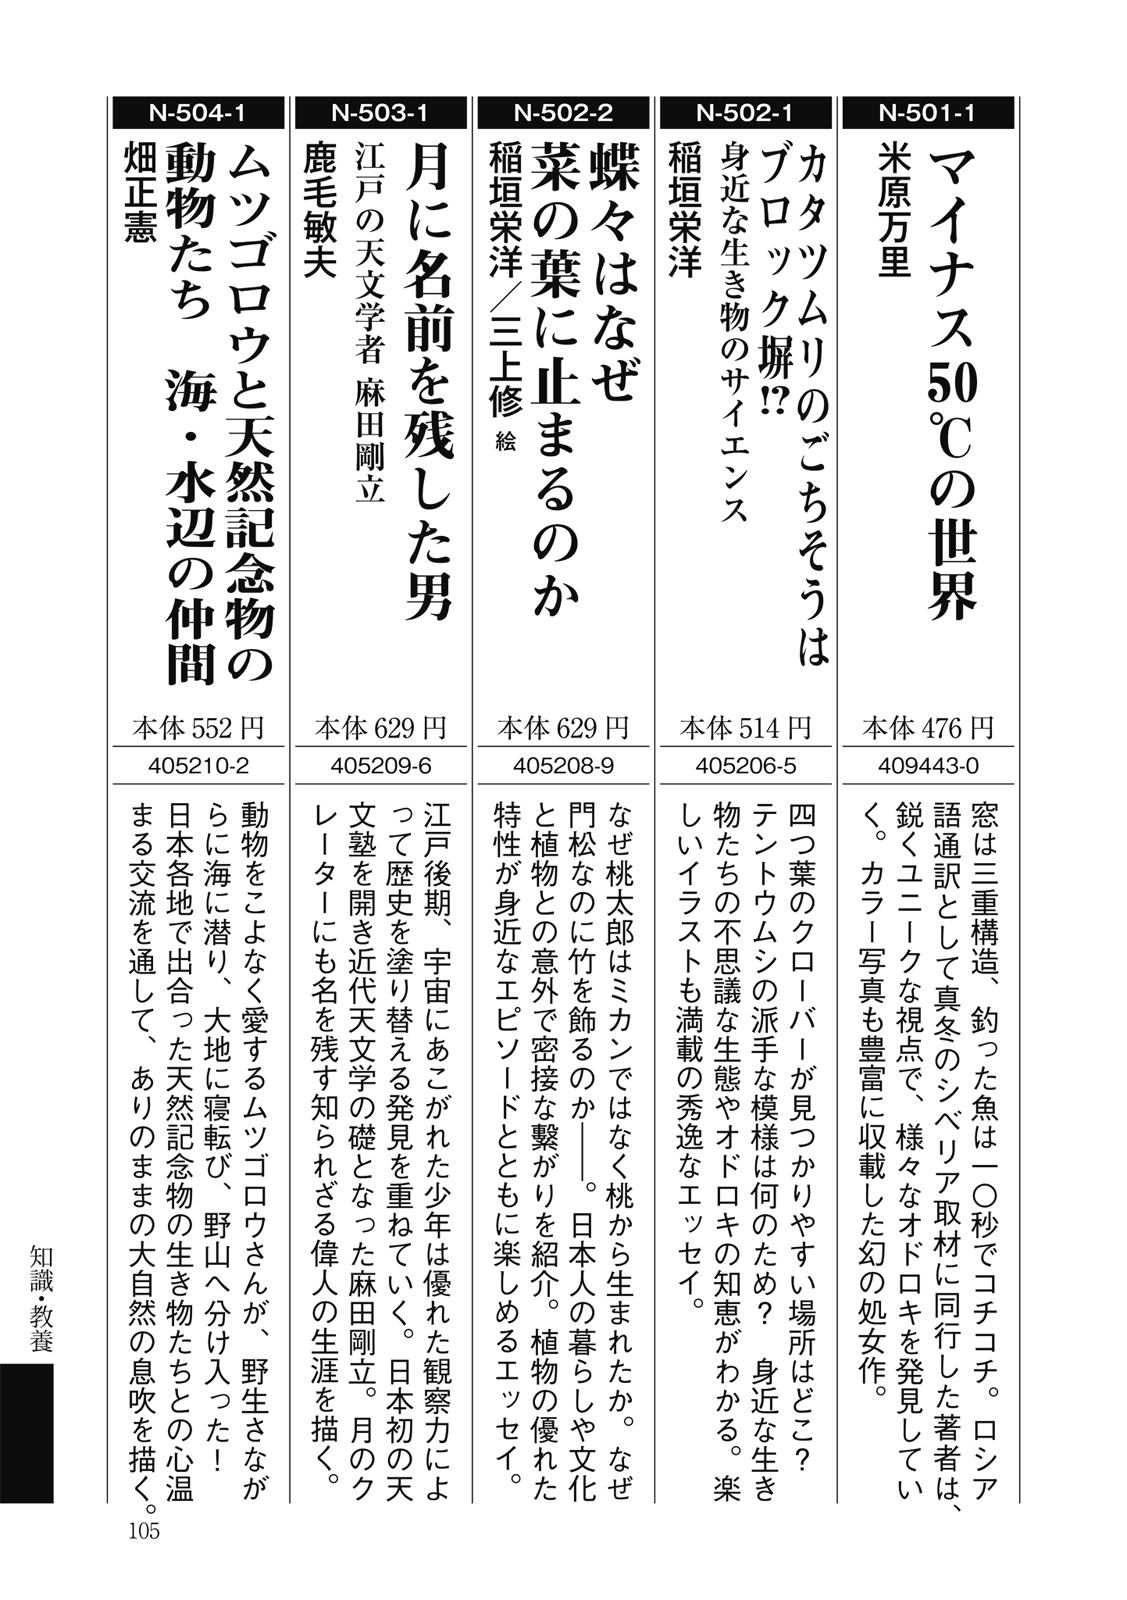 N-501-1
マイナス50℃の世界
米原万里
本体 476 円
409443-0
窓は三重構造、釣った魚は一〇秒でコチコチ。ロシア
語通訳として真冬のシベリア取材に同行した著者は、
鋭くユニークな視点で、様々なオドロキを発見してい
く。カラー写真も豊富に収載した幻の処女作。
N-502-1
カタツムリのごちそうは
ブロック塀!?
身近な生き物のサイエンス
稲垣栄洋
本体 514 円
405206-5
四つ葉のクローバーが見つかりやすい場所はどこ?
テントウムシの派手な模様は何のため? 身近な生き
物たちの不思議な生態やオドロキの知恵がわかる。楽
しいイラストも満載の秀逸なエッセイ。
N-502-2
蝶々はなぜ
菜の葉に止まるのか
稲垣栄洋/三上修 絵
本体 629 円
405208-9
なぜ桃太郎はミカンではなく桃から生まれたか。なぜ
門松なのに竹を飾るのか――。日本人の暮らしや文化
と植物との意外で密接な繋がりを紹介。植物の優れた
特性が身近なエピソードとともに楽しめるエッセイ。
N-503-1
月に名前を残した男
江戸の天文学者 麻田剛立
鹿毛敏夫
本体 629 円
405209-6
江戸後期、宇宙にあこがれた少年は優れた観察力によ
って歴史を塗り替える発見を重ねていく。日本初の天
文塾を開き近代天文学の礎となった麻田剛立。月のク
レーターにも名を残す知られざる偉人の生涯を描く。
N-504-1
ムツゴロウと天然記念物の
動物たち 海・水辺の仲間
畑正憲
本体 552 円
405210-2
動物をこよなく愛するムツゴロウさんが、野生さなが
らに海に潜り、大地に寝転び、野山へ分け入った!
日本各地で出合った天然記念物の生き物たちとの心温
まる交流を通して、ありのままの大自然の息吹を描く。
知識・教養
105